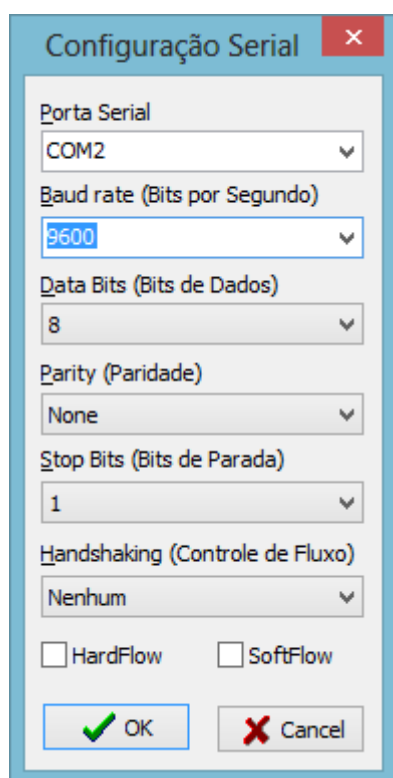 Configuração Serial
Porta Serial
COM2
Baud rate (Bits por Segundo)
9600
Data Bits (Bits de Dados)
8
Parity (Paridade)
None
Stop Bits (Bits de Parada)
1
Handshaking (Controle de Fluxo)
Nenhum
HardFlow SoftFlow
OK Cancel